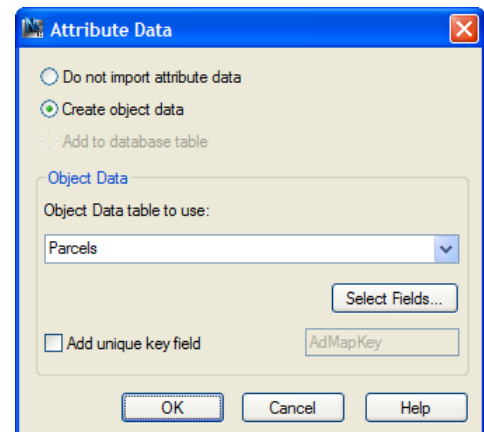 Attribute Data
Do not import attribute data
Create object data
Add to database table
Object Data
Object Data table to use:
Parcels
Select Fields...
Add unique key field
AdMapKey
OK Cancel Help